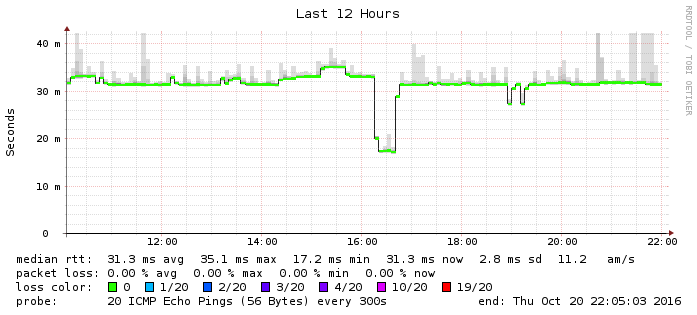 Last 12 Hours
RRDTOOL / TOBI OETIKER
Seconds
40 m
30 m
20 m
10 m
0
12:00 14:00 16:00 18:00 20:00 22:00
median rtt: 31.3 ms avg 35.1 ms max 17.2 ms min 31.3 ms now 2.8 ms sd 11.2 am/s
packet loss: 0.00 % avg 0.00 % max 0.00 % min 0.00 % now
loss color: 0 1/20 2/20 3/20 4/20 10/20 19/20
probe: 20 ICMP Echo Pings (56 Bytes) every 300s end: Thu Oct 20 22:05:03 2016